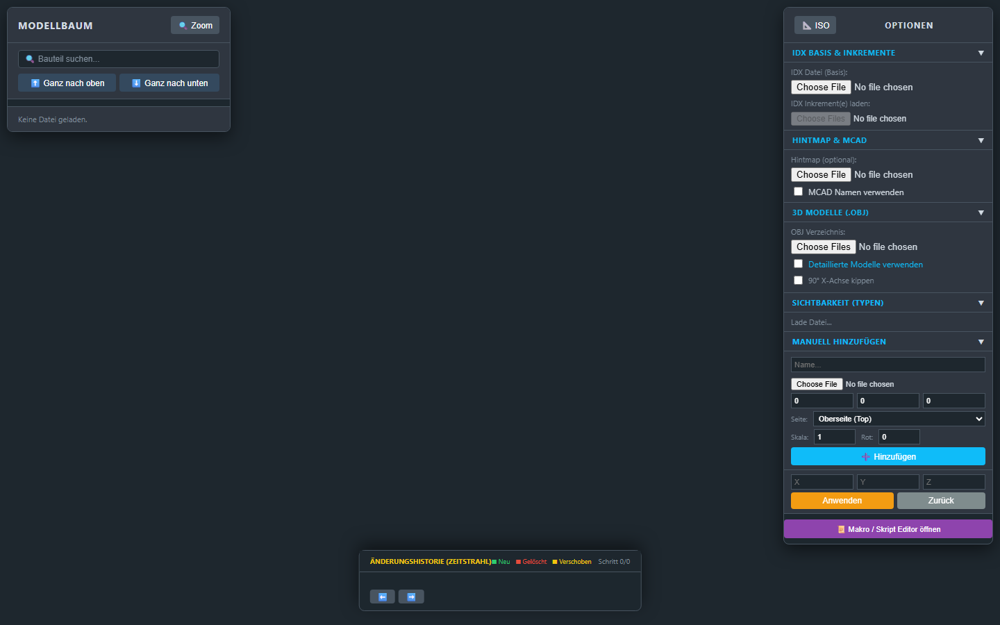 MODELLBAUM
Zoom
Bauteil suchen...
Ganz nach oben
Ganz nach unten
Keine Datei geladen.
ISO
OPTIONEN
IDX BASIS & INKREMENTE ▼
IDX Datei (Basis):
Choose File No file chosen
IDX Inkrement(e) laden:
Choose Files No file chosen
HINTMAP & MCAD ▼
Hintmap (optional):
Choose File No file chosen
MCAD Namen verwenden
3D MODELLE (.OBJ) ▼
OBJ Verzeichnis:
Choose Files No file chosen
Detaillierte Modelle verwenden
90° X-Achse kippen
SICHTBARKEIT (TYPEN) ▼
Lade Datei...
MANUELL HINZUFÜGEN ▼
Name...
Choose File No file chosen
0 0 0
Seite: Oberseite (Top)
Skala: 1 Rot: 0
Hinzufügen
X Y Z
Anwenden Zurück
Makro / Skript Editor öffnen
ÄNDERUNGSHISTORIE (ZEITSTRAHL) Neu Gelöscht Verschoben Schritt 0/0